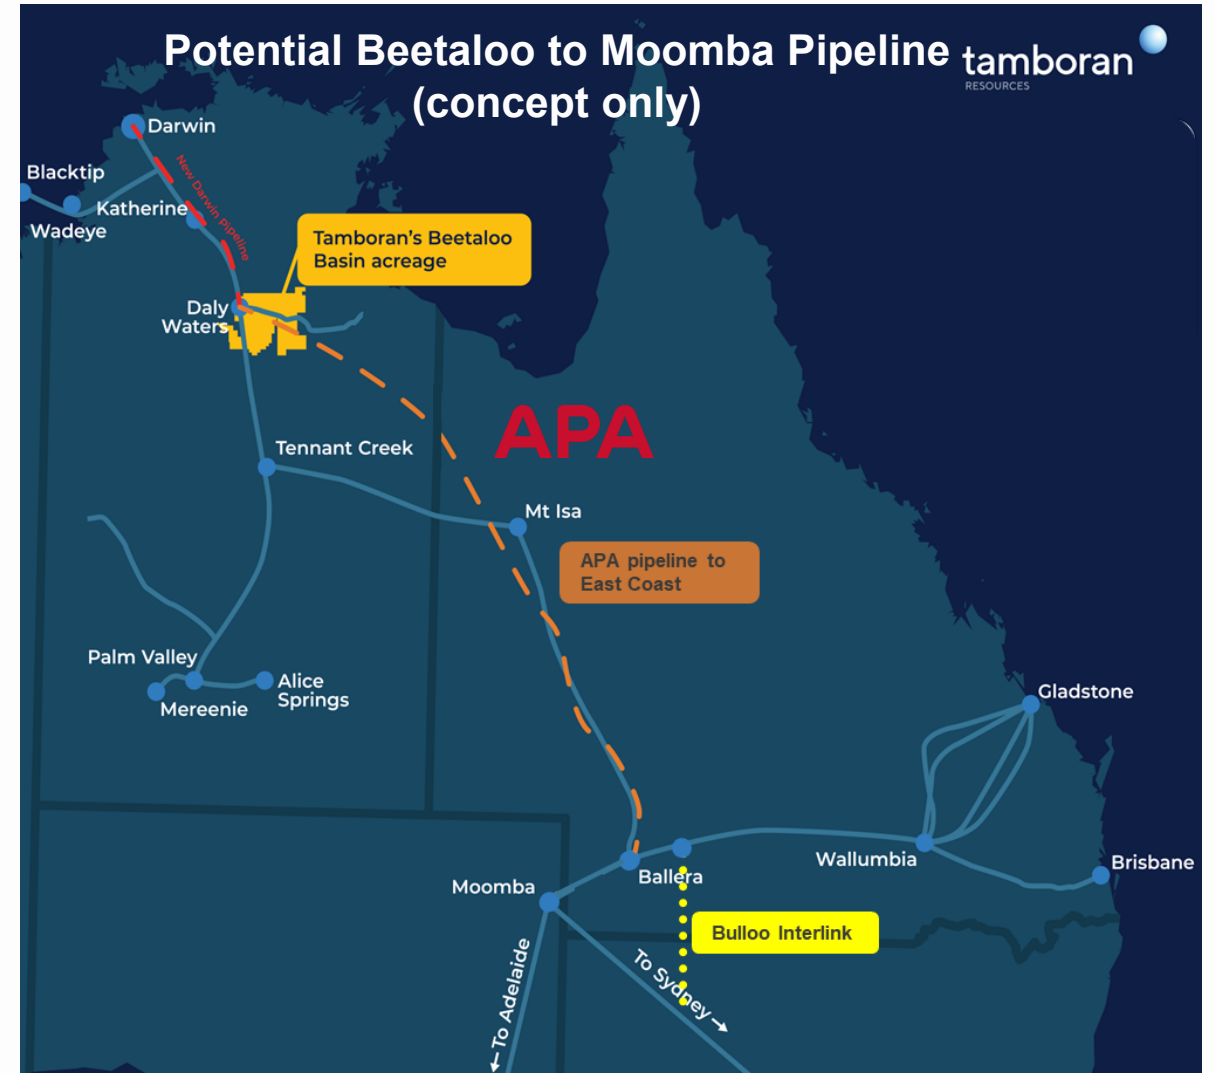 Potential Beetaloo to Moomba Pipeline
(concept only)
tamboran
RESOURCES
Darwin
Blacktip
New Darwin Pipeline
Katherine
Wadeye
Tamboran's Beetaloo
Basin acreage
Daly
Waters
APA
Tennant Creek
Mt Isa
APA pipeline to
East Coast
Palm Valley
Alice
Springs
Mereenie
Gladstone
Wallumbia
Brisbane
Ballera
Moomba
Bulloo Interlink
To Adelaide
To Sydney